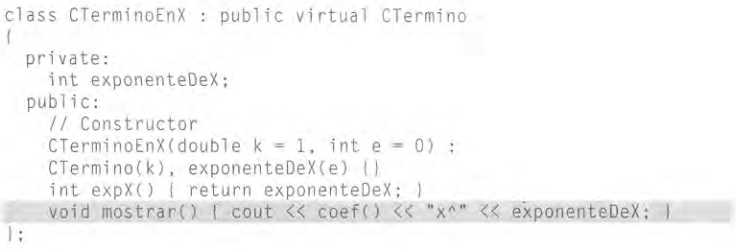 class CTerminoEnX : public virtual CTermino
{
private:
int exponenteDeX;
public:
// Constructor
CTerminoEnX(double k = 1, int e = 0) :
CTermino(k), exponenteDeX(e) {}
int expX() { return exponenteDeX; }
void mostrar() { cout << coef() << "x^" << exponenteDeX; }
};